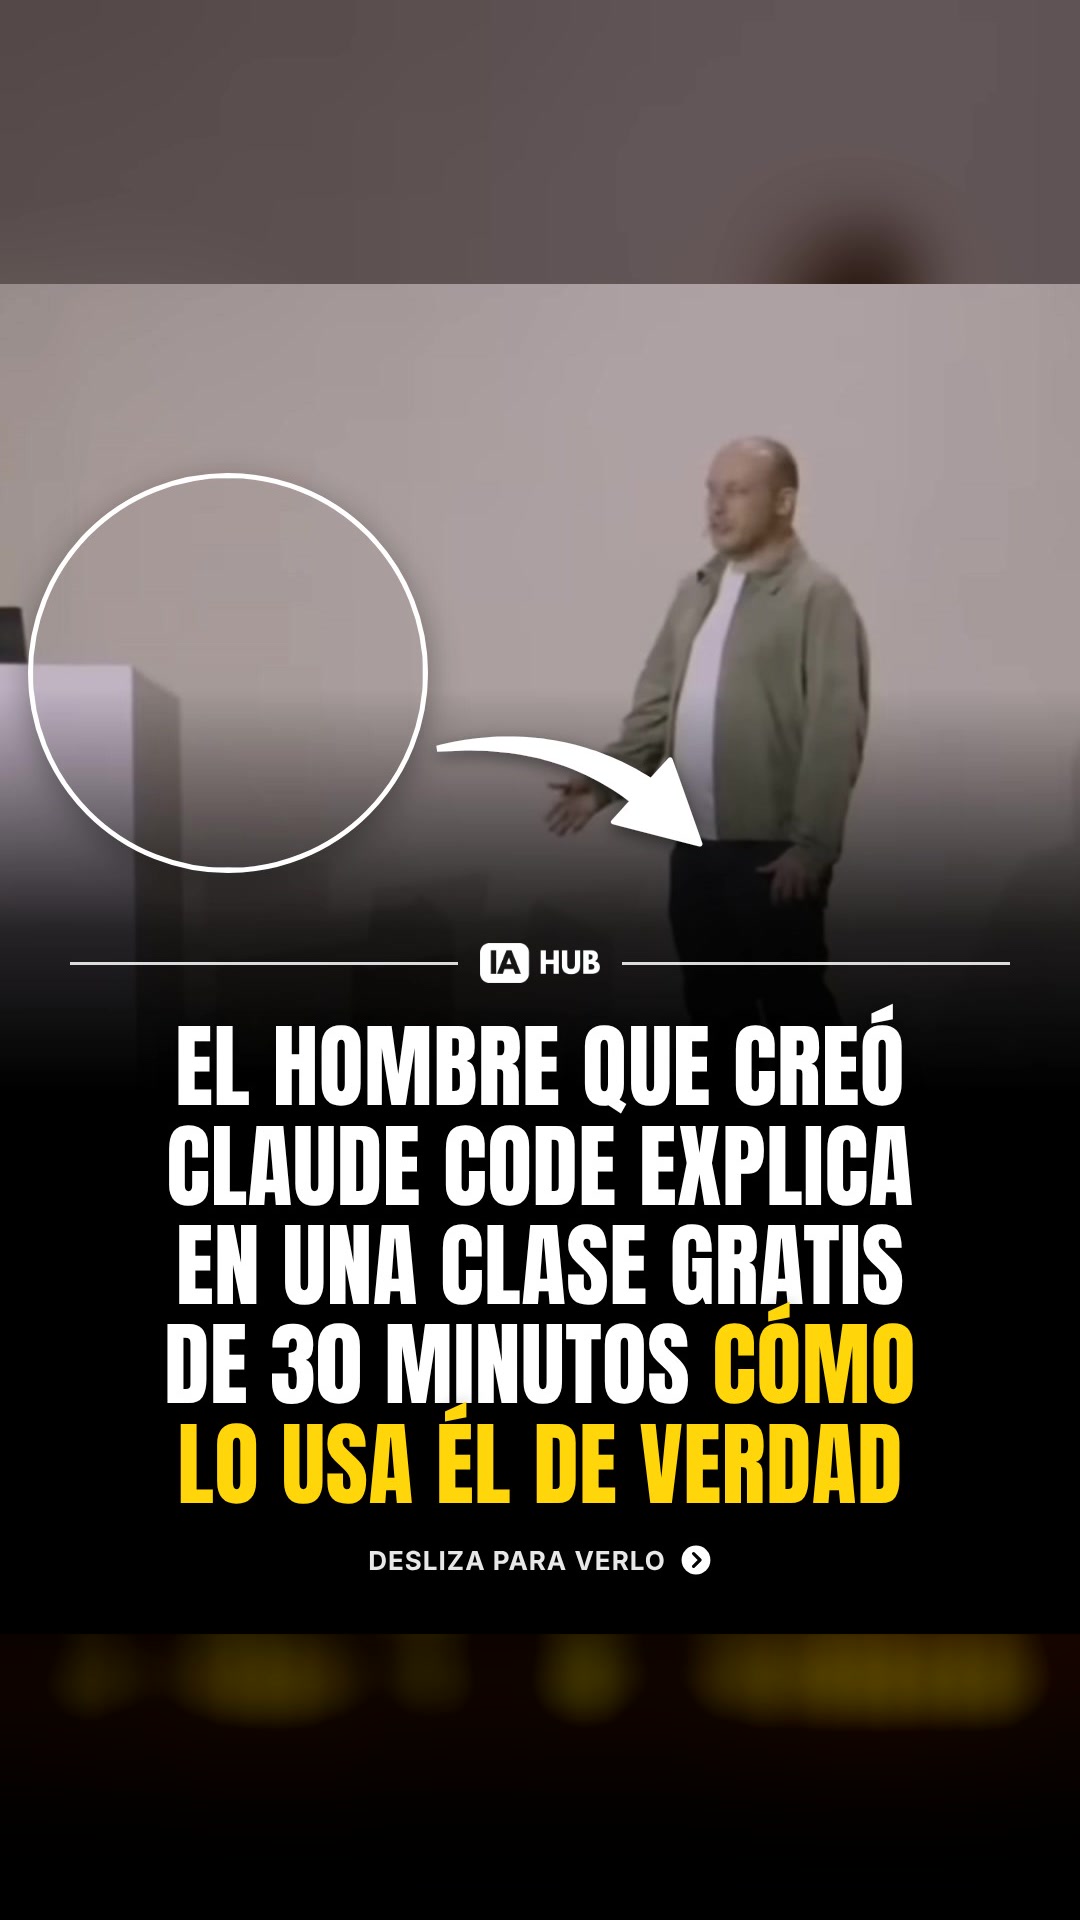 IA HUB
EL HOMBRE QUE CREÓ
CLAUDE CODE EXPLICA
EN UNA CLASE GRATIS
DE 30 MINUTOS CÓMO
LO USA ÉL DE VERDAD
DESLIZA PARA VERLO